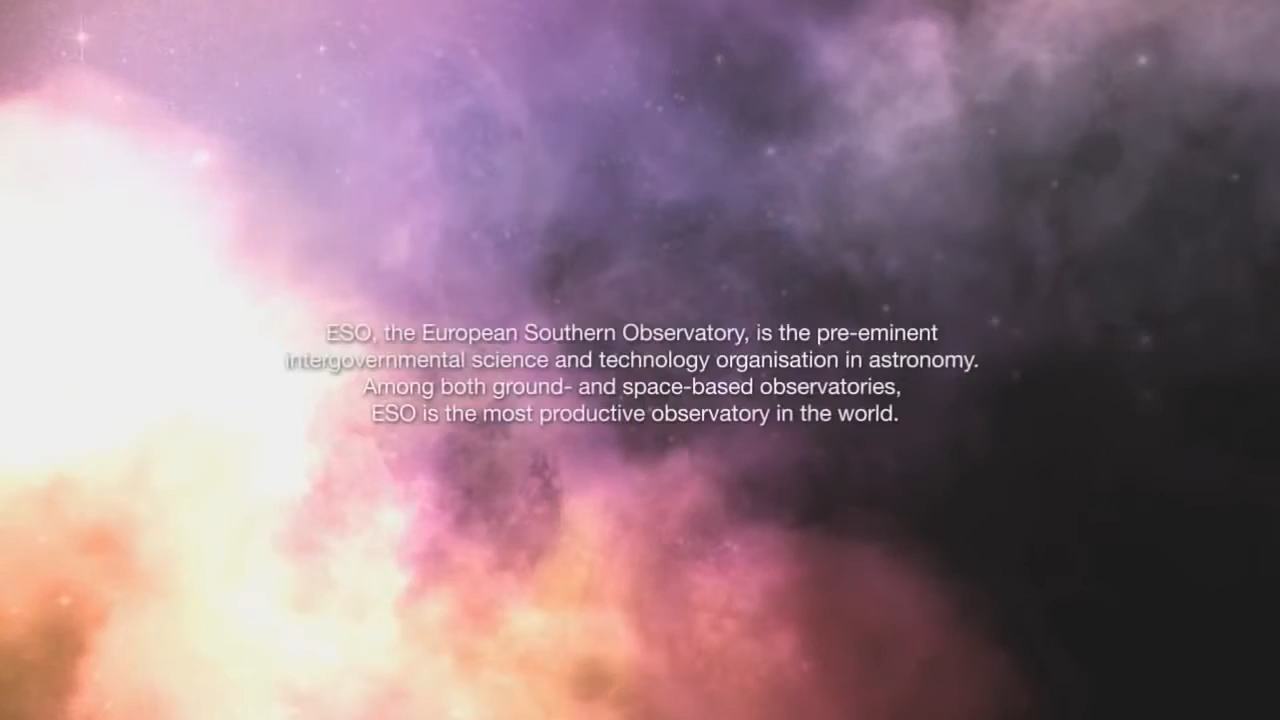 ESO, the European Southern Observatory, is the pre-eminent
intergovernmental science and technology organisation in astronomy.
Among both ground- and space-based observatories,
ESO is the most productive observatory in the world.